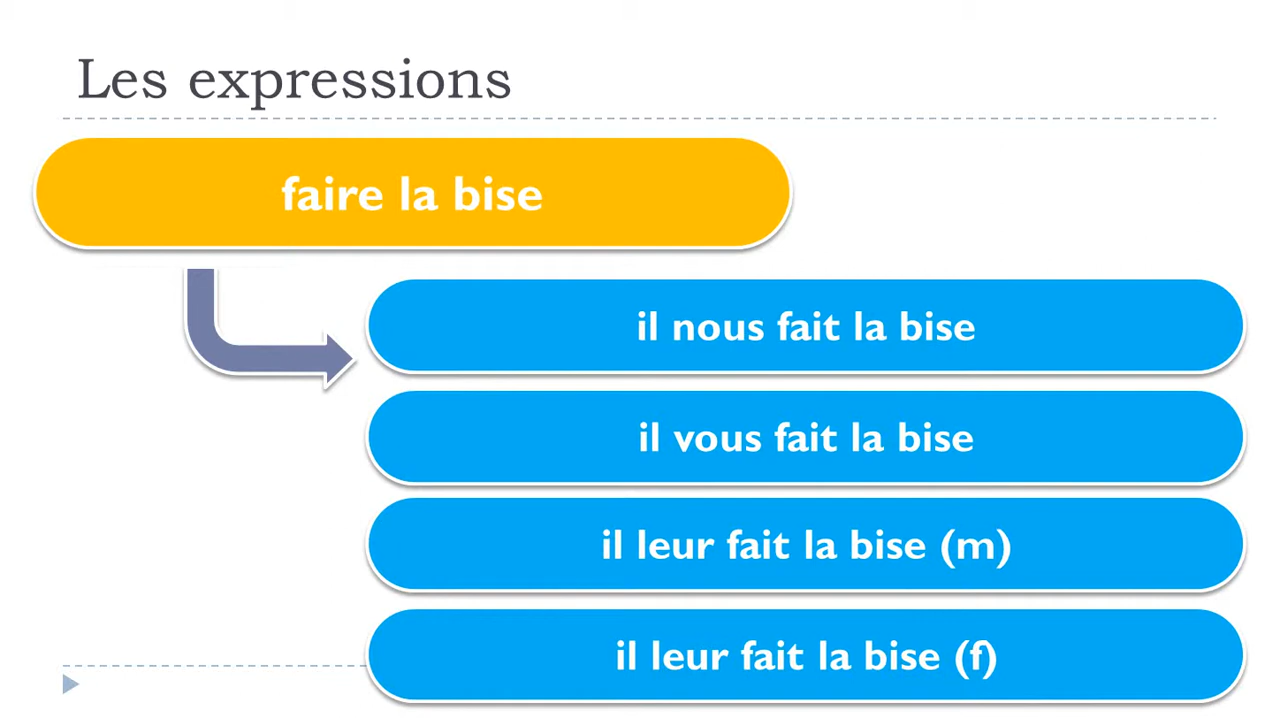 Les expressions
faire la bise
il nous fait la bise
il vous fait la bise
il leur fait la bise (m)
il leur fait la bise (f)